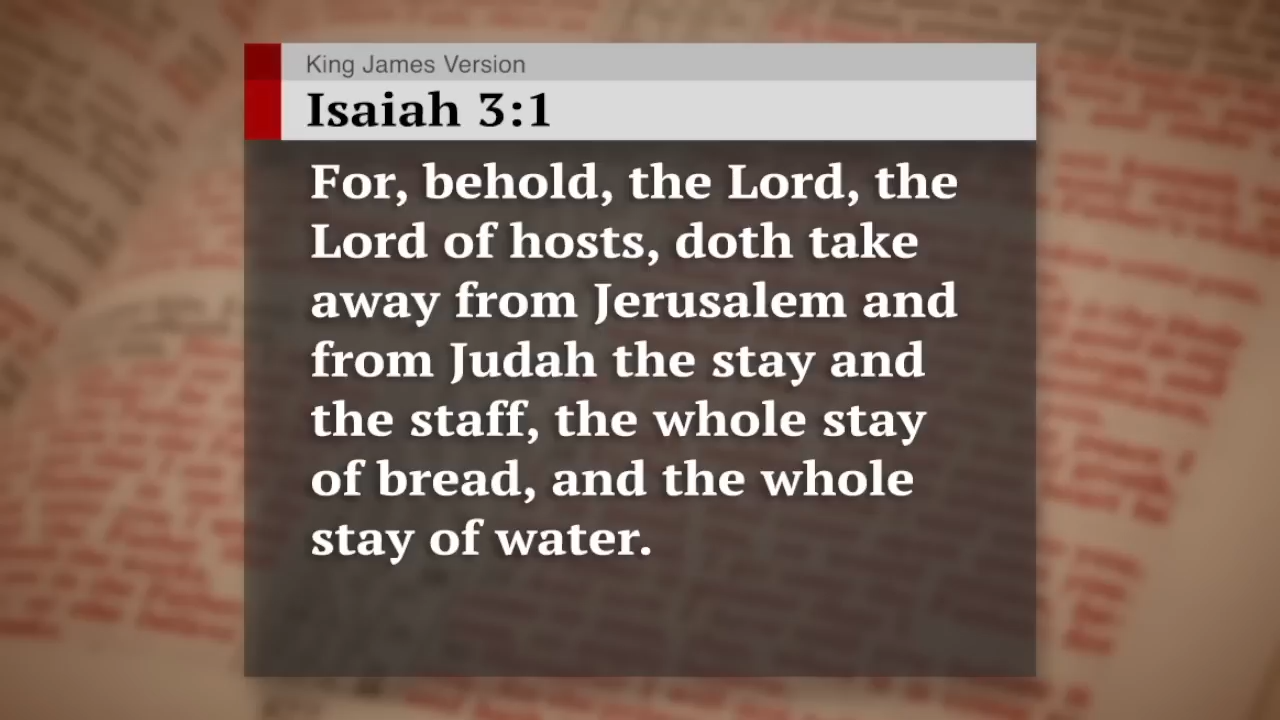 King James Version
Isaiah 3:1
For, behold, the Lord, the
Lord of hosts, doth take
away from Jerusalem and
from Judah the stay and
the staff, the whole stay
of bread, and the whole
stay of water.